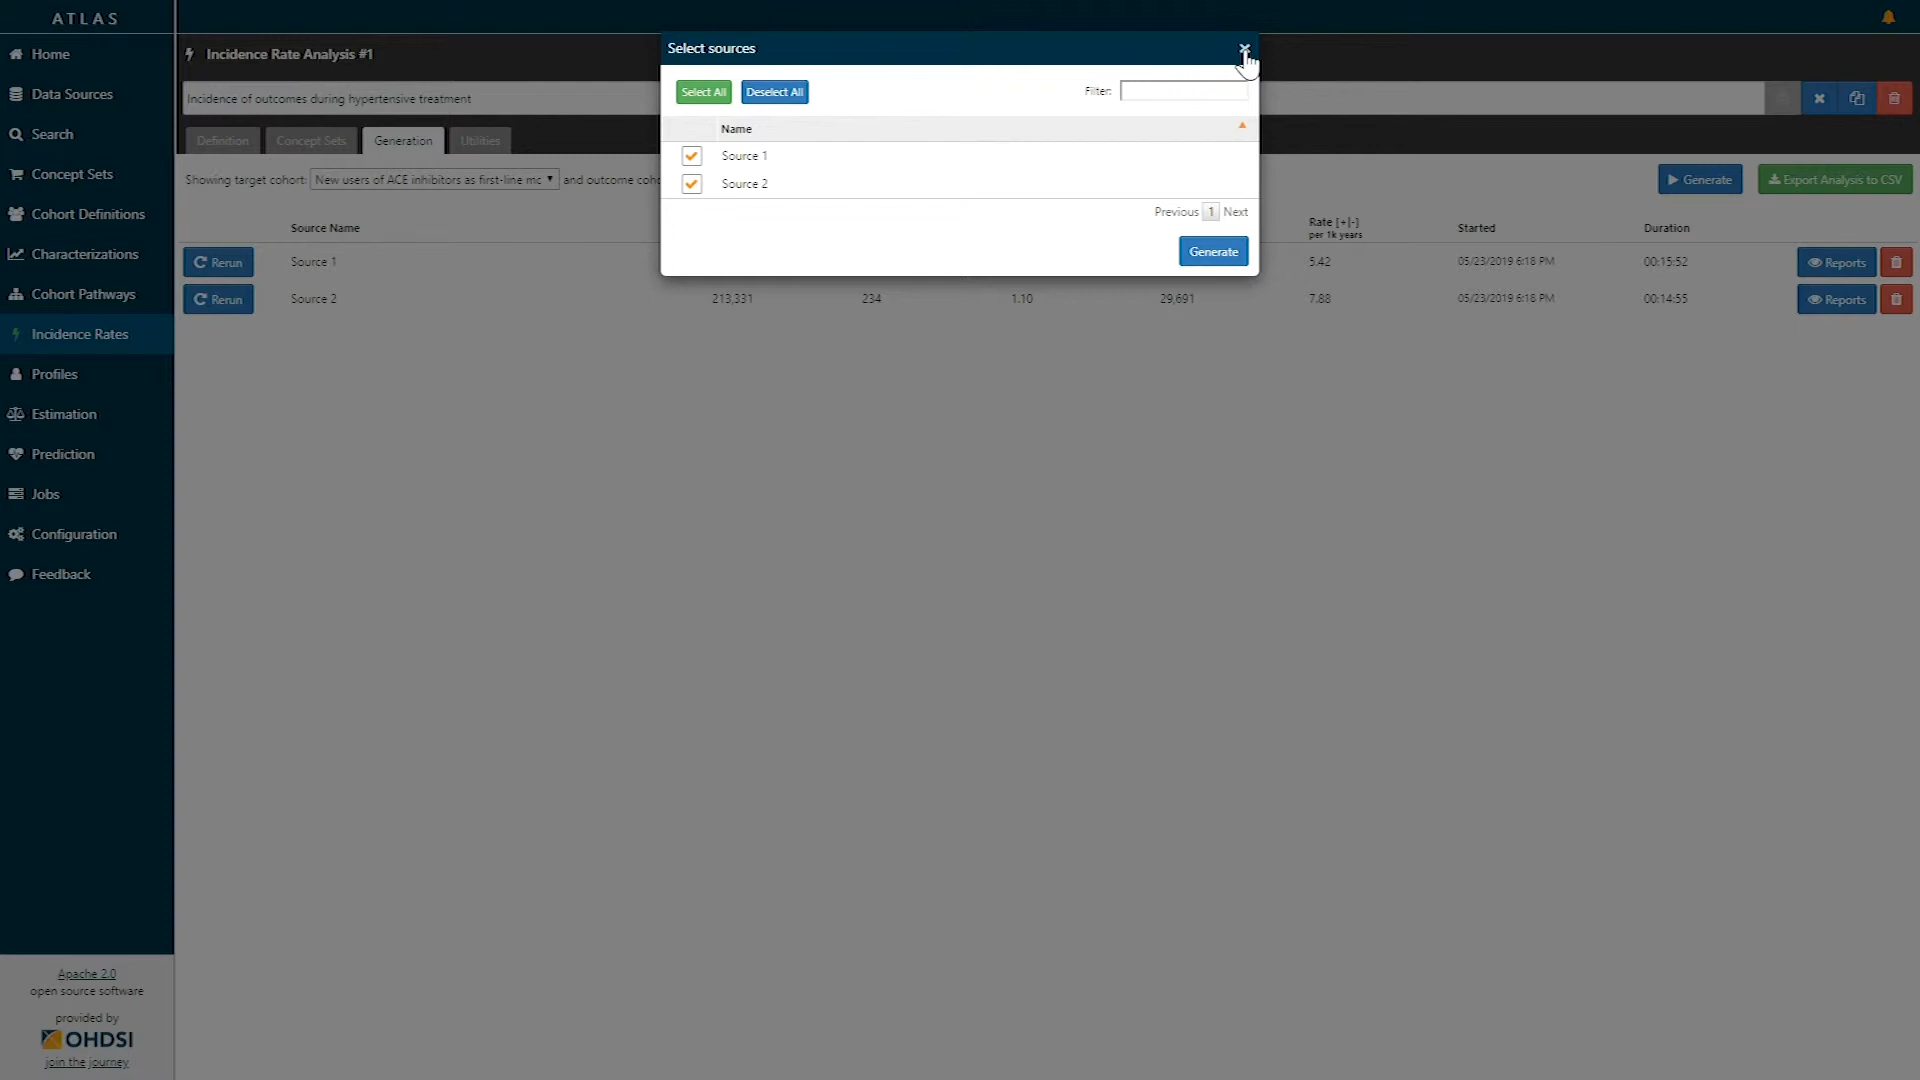 ATLAS
Home
Data Sources
Search
Concept Sets
Cohort Definitions
Characterizations
Cohort Pathways
Incidence Rates
Profiles
Estimation
Prediction
Jobs
Configuration
Feedback
Apache 2.0
open source software
provided by
OHDSI
join the journey
Incidence Rate Analysis #1
Incidence of outcomes during hypertensive treatment
Definition Concept Sets Generation Utilities
Showing target cohort: New users of ACE inhibitors as first-line mc and outcome coh
Generate Export Analysis to CSV
Source Name Rate [+|-] Started Duration
per 1k years
Rerun Source 1 5.42 05/23/2019 6:18 PM 00:15:52 Reports
Rerun Source 2 213,331 234 1.10 29,691 7.88 05/23/2019 6:18 PM 00:14:55 Reports
Select sources
Select All Deselect All Filter:
Name
Source 1
Source 2
Previous 1 Next
Generate